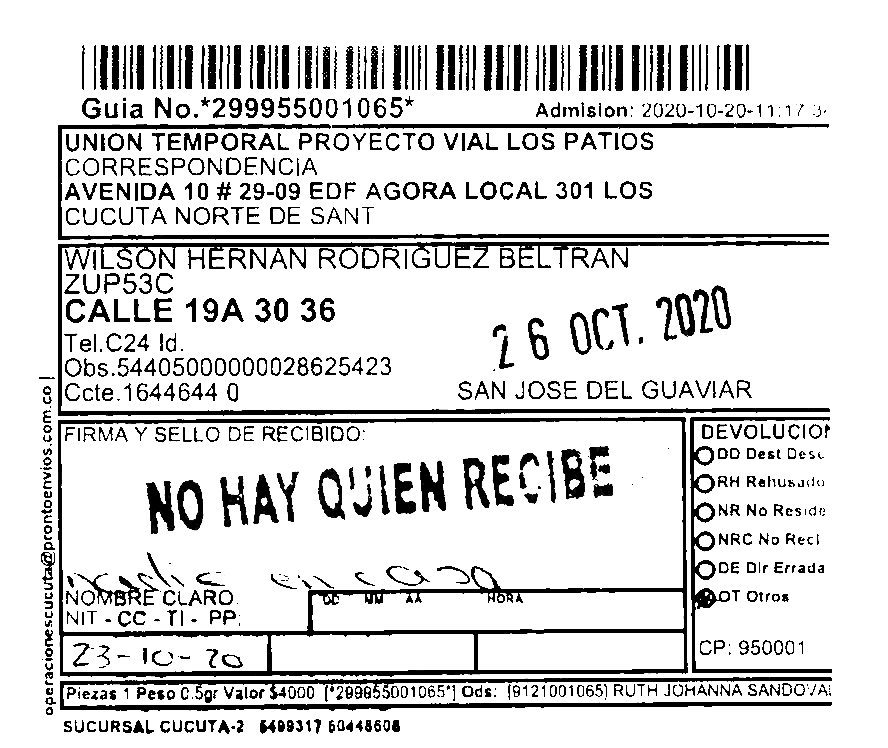 Guia No.*299955001065*
Admision: 2020-10-20-11:17
UNION TEMPORAL PROYECTO VIAL LOS PATIOS
CORRESPONDENCIA
AVENIDA 10 # 29-09 EDF AGORA LOCAL 301 LOS
CUCUTA NORTE DE SANT
WILSON HERNAN RODRIGUEZ BELTRAN
ZUP53C
CALLE 19A 30 36
26 OCT. 2020
Tel.C24 Id.
Obs.54405000000028625423
Ccte.1644644 0
SAN JOSE DEL GUAVIAR
operacionescucuta@prontoenvios.com.co |
FIRMA Y SELLO DE RECIBIDO:
NO HAY QUIEN RECIBE
nadie en casa
NOMBRE CLARO
NIT - CC - TI - PP:
DD MM AA HORA
23-10-20
DEVOLUCION
DD Dest Desc
RH Rehusado
NR No Reside
NRC No Recl
DE Dir Errada
OT Otros
CP: 950001
Piezas 1 Peso 0.5gr Valor $4000 [*299955001065*] Ods: [9121001065] RUTH JOHANNA SANDOVAL
SUCURSAL CUCUTA-2 6499317 60448608